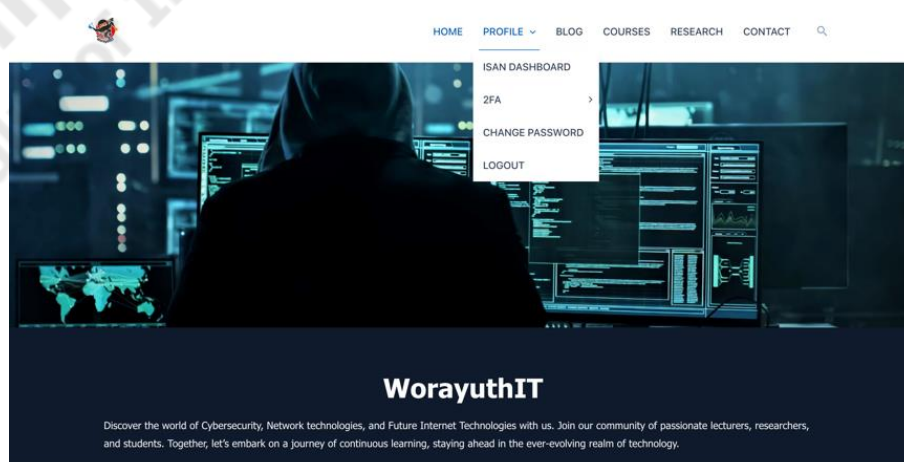 HOME PROFILE BLOG COURSES RESEARCH CONTACT
ISAN DASHBOARD
2FA
CHANGE PASSWORD
LOGOUT
WorayuthIT
Discover the world of Cybersecurity, Network technologies, and Future Internet Technologies with us. Join our community of passionate lecturers, researchers,
and students. Together, let’s embark on a journey of continuous learning, staying ahead in the ever-evolving realm of technology.